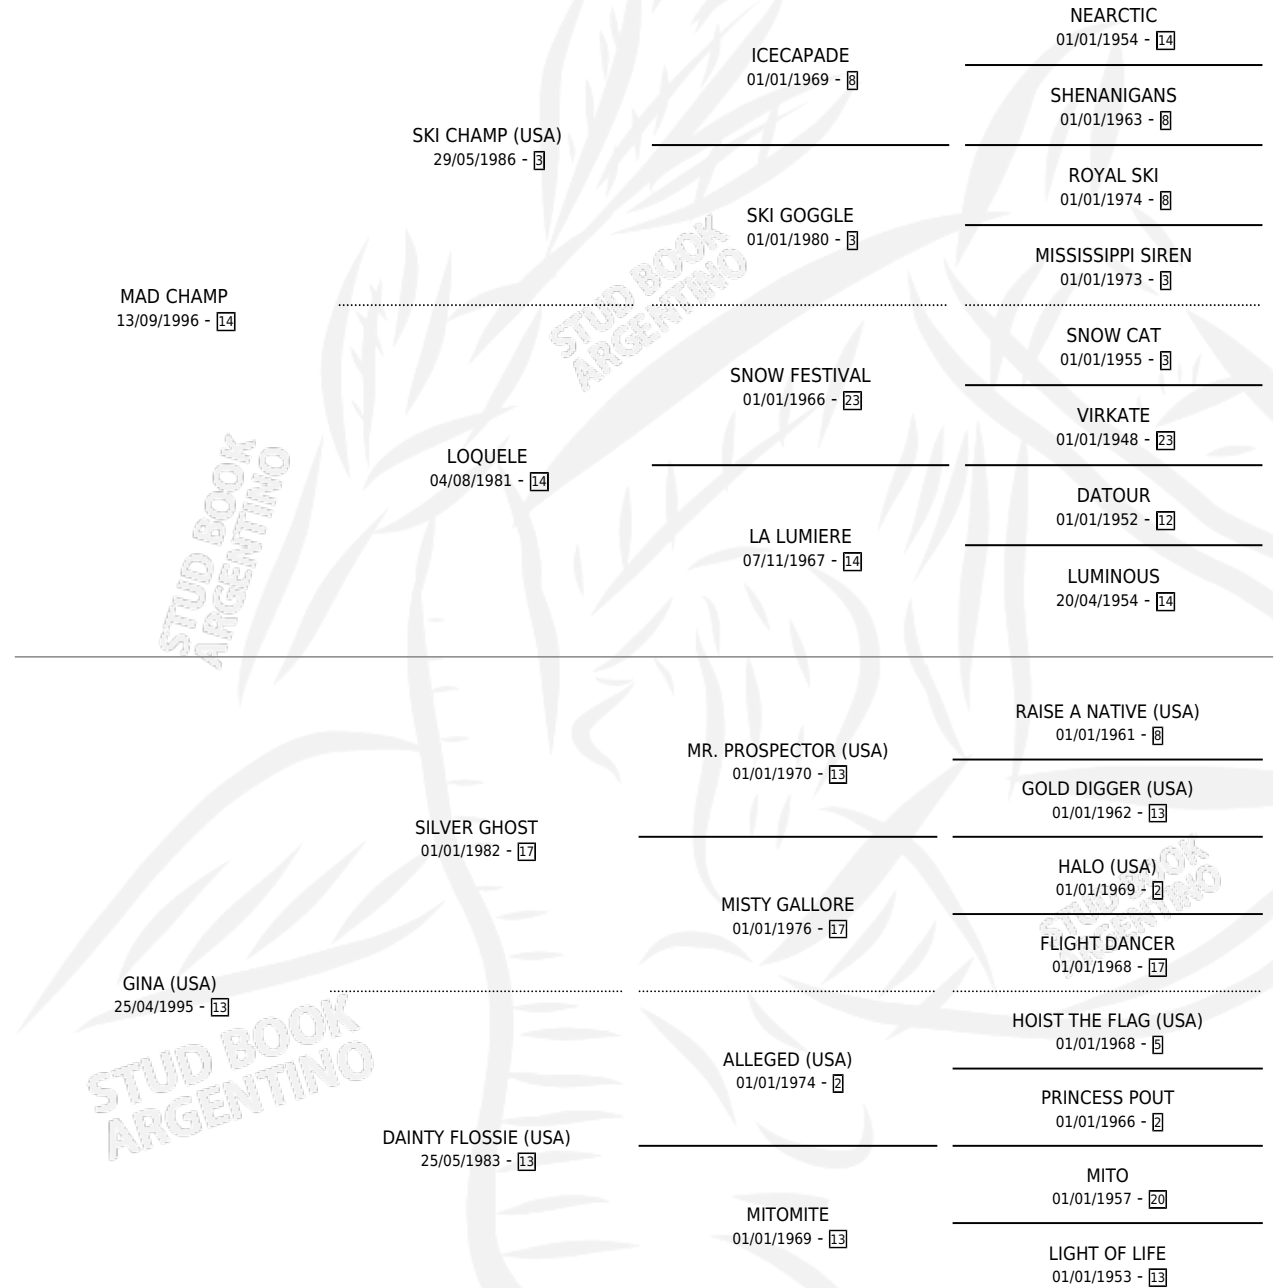 MAD CHAMP
13/09/1996 - 14
SKI CHAMP (USA)
29/05/1986 - 3
LOQUELE
04/08/1981 - 14
ICECAPADE
01/01/1969 - 8
SKI GOGGLE
01/01/1980 - 3
SNOW FESTIVAL
01/01/1966 - 23
LA LUMIERE
07/11/1967 - 14
NEARCTIC
01/01/1954 - 14
SHENANIGANS
01/01/1963 - 8
ROYAL SKI
01/01/1974 - 8
MISSISSIPPI SIREN
01/01/1973 - 3
SNOW CAT
01/01/1955 - 3
VIRKATE
01/01/1948 - 23
DATOUR
01/01/1952 - 12
LUMINOUS
20/04/1954 - 14
STUD BOOK
ARGENTINO
STUD BOOK
ARGENTINO
GINA (USA)
25/04/1995 - 13
SILVER GHOST
01/01/1982 - 17
DAINTY FLOSSIE (USA)
25/05/1983 - 13
MR. PROSPECTOR (USA)
01/01/1970 - 13
MISTY GALLORE
01/01/1976 - 17
ALLEGED (USA)
01/01/1974 - 2
MITOMITE
01/01/1969 - 13
RAISE A NATIVE (USA)
01/01/1961 - 8
GOLD DIGGER (USA)
01/01/1962 - 13
HALO (USA)
01/01/1969 - 2
FLIGHT DANCER
01/01/1968 - 17
HOIST THE FLAG (USA)
01/01/1968 - 5
PRINCESS POUT
01/01/1966 - 2
MITO
01/01/1957 - 20
LIGHT OF LIFE
01/01/1953 - 13
STUD BOOK
ARGENTINO
STUD BOOK
ARGENTINO